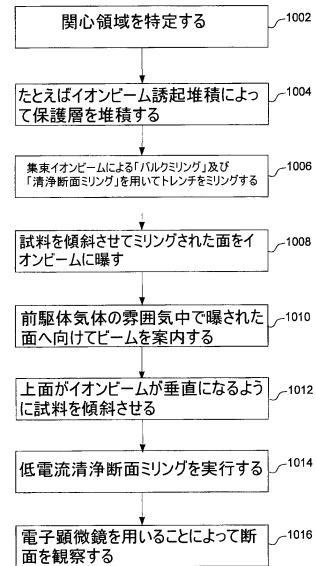 関心領域を特定する
1002
たとえばイオンビーム誘起堆積によっ
て保護層を堆積する
1004
集束イオンビームによる「バルクミリング」及び
「清浄断面ミリング」を用いてトレンチをミリングする
1006
試料を傾斜させてミリングされた面をイ
オンビームに曝す
1008
前駆体気体の雰囲気中で曝された
面へ向けてビームを案内する
1010
上面がイオンビームが垂直になるよう
に試料を傾斜させる
1012
低電流清浄断面ミリングを実行する
1014
電子顕微鏡を用いることによって断
面を観察する
1016